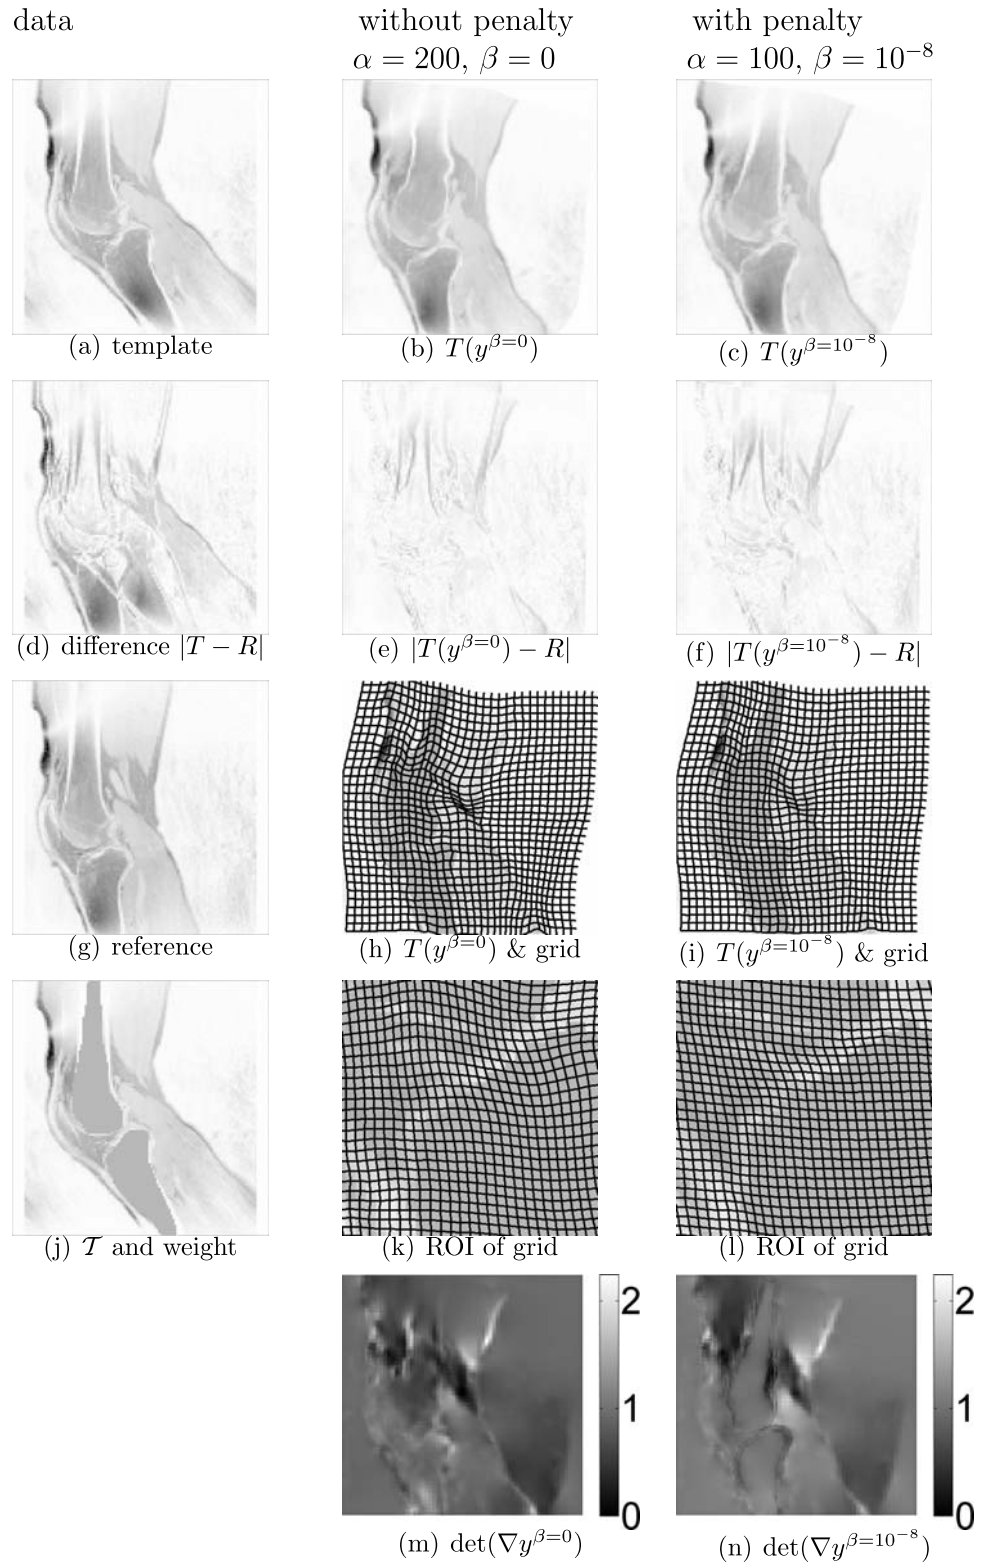 data without penalty with penalty
α = 200, β = 0 α = 100, β = 10⁻⁸
(a) template (b) T(y^{β=0}) (c) T(y^{β=10⁻⁸})
(d) difference |T − R| (e) |T(y^{β=0}) − R| (f) |T(y^{β=10⁻⁸}) − R|
(g) reference (h) T(y^{β=0}) & grid (i) T(y^{β=10⁻⁸}) & grid
(j) 𝒯 and weight (k) ROI of grid (l) ROI of grid
2 2
1 1
0 0
(m) det(∇y^{β=0}) (n) det(∇y^{β=10⁻⁸})